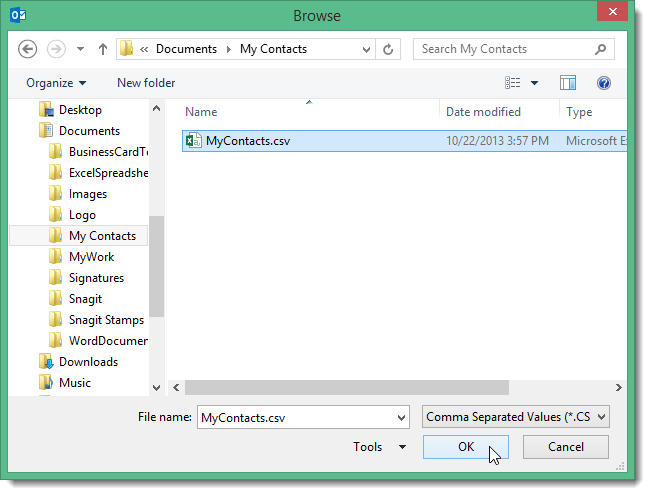 Browse
« Documents My Contacts
Search My Contacts
Organize
New folder
Name
Date modified
Type
Desktop
Documents
BusinessCardTe
ExcelSpreadshe
Images
Logo
My Contacts
MyWork
Signatures
Snagit
Snagit Stamps
WordDocumen
Downloads
Music
MyContacts.csv
10/22/2013 3:57 PM
Microsoft Ex
File name:
MyContacts.csv
Comma Separated Values (*.CS
Tools
OK
Cancel